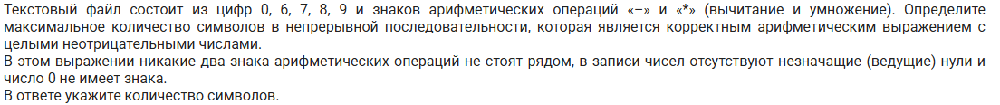 Текстовый файл состоит из цифр 0, 6, 7, 8, 9 и знаков арифметических операций «–» и «*» (вычитание и умножение). Определите
максимальное количество символов в непрерывной последовательности, которая является корректным арифметическим выражением с
целыми неотрицательными числами.
В этом выражении никакие два знака арифметических операций не стоят рядом, в записи чисел отсутствуют незначащие (ведущие) нули и
число 0 не имеет знака.
В ответе укажите количество символов.